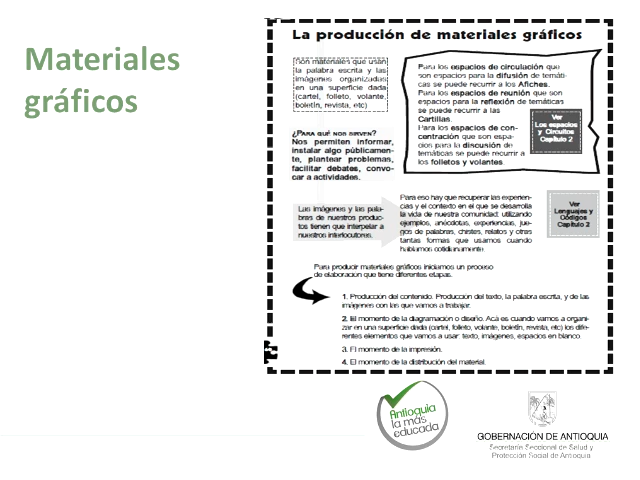 Materiales
gráficos
La producción de materiales gráficos
Son materiales que usan
la palabra escrita y las
imágenes organizadas
en una superficie dada
(cartel, folleto, volante,
boletín, revista, etc)
¿Para qué nos sirven?
Nos permiten informar,
instalar algo públicamen-
te, plantear problemas,
facilitar debates, convo-
car a actividades.
Para los espacios de circulación que
son espacios para la difusión de temáti-
cas se puede recurrir a los Afiches.
Para los espacios de reunión que son
espacios para la reflexión de temáticas
se puede recurrir a las
Cartillas.
Para los espacios de con-
centración que son espa-
cios para la discusión de
temáticas se puede recurrir a
los folletos y volantes.
Ver
Los espacios
y Circuitos
Capítulo 2
Las imágenes y las pala-
bras de nuestros produc-
tos tienen que interpelar a
nuestros interlocutores.
Para eso hay que recuperar las experien-
cias y el contexto en el que se desarrolla
la vida de nuestra comunidad: utilizando
ejemplos, anécdotas, experiencias, jue-
gos de palabras, chistes, relatos y otras
tantas formas que usamos cuando
hablamos cotidianamente.
Ver
Lenguajes y
Códigos
Capítulo 2
Para producir materiales gráficos iniciamos un proceso
de elaboración que tiene diferentes etapas.
1. Producción del contenido. Producción del texto, la palabra escrita, y de las
imágenes con las que vamos a trabajar.
2. El momento de la diagramación o diseño. Acá es cuando vamos a organi-
zar en una superficie dada (cartel, folleto, volante, boletín, revista, etc) los dife-
rentes elementos que vamos a usar: texto, imágenes, espacios en blanco.
3. El momento de la impresión.
4. El momento de la distribución del material.
Antioquia
la más
educada
GOBERNACIÓN DE ANTIOQUIA
Secretaría Seccional de Salud y
Protección Social de Antioquia